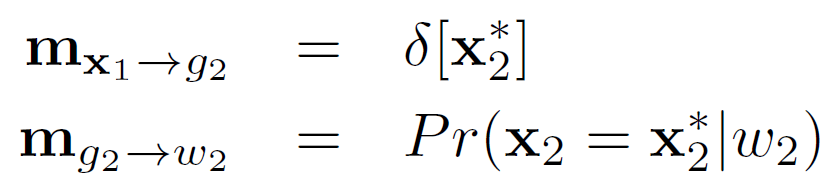 m_{x_1→g_2} = δ[x_2^*]
m_{g_2→w_2} = Pr(x_2 = x_2^*|w_2)